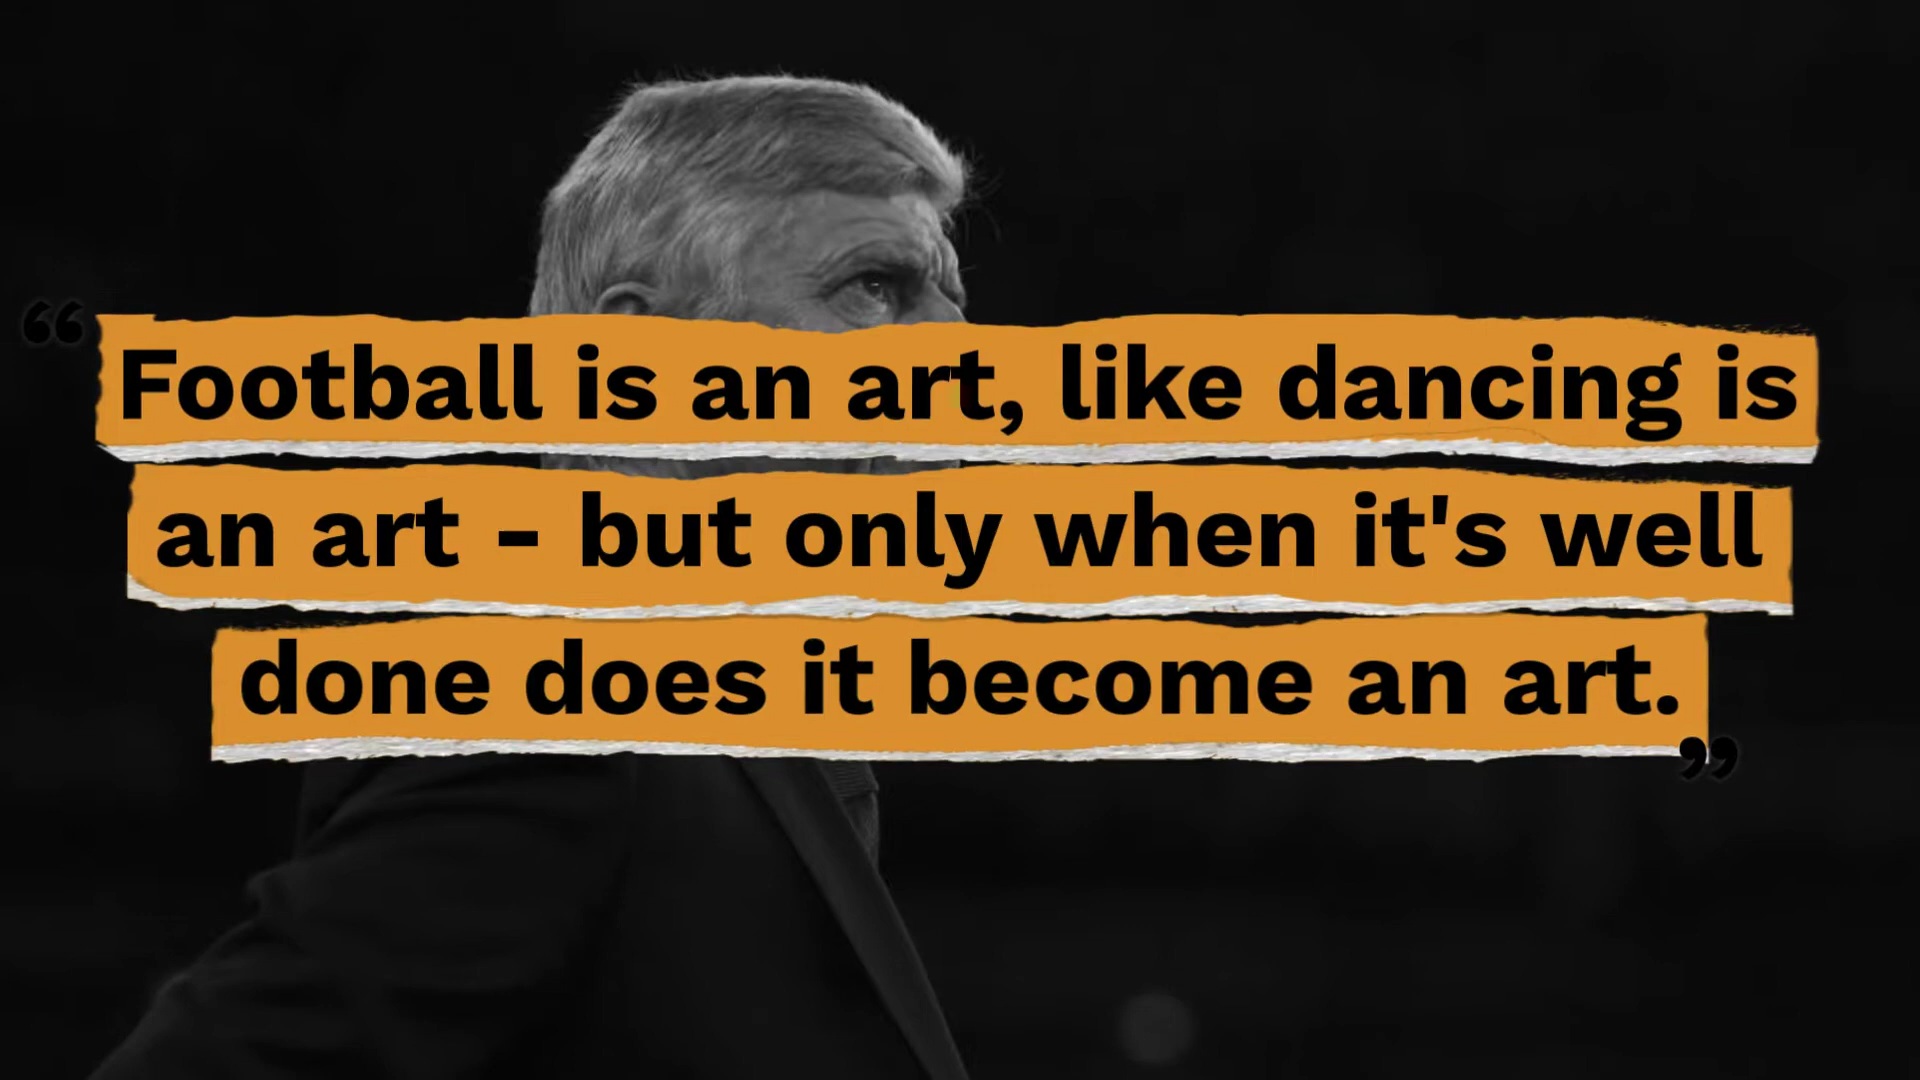 “Football is an art, like dancing is
an art - but only when it's well
done does it become an art.”